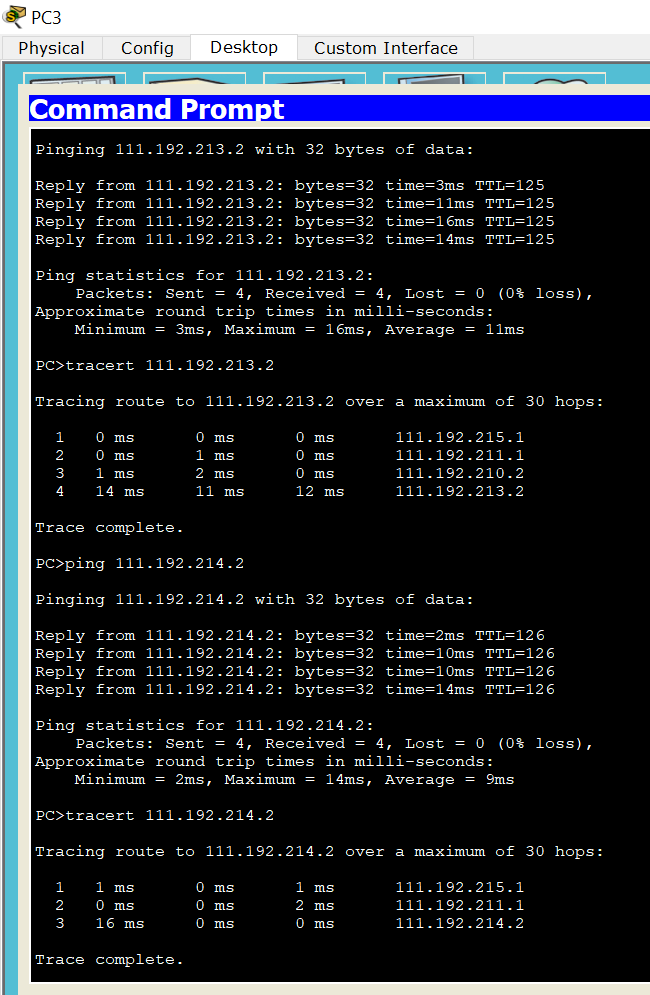 PC3
Physical Config Desktop Custom Interface
Command Prompt
Pinging 111.192.213.2 with 32 bytes of data:
Reply from 111.192.213.2: bytes=32 time=3ms TTL=125
Reply from 111.192.213.2: bytes=32 time=11ms TTL=125
Reply from 111.192.213.2: bytes=32 time=16ms TTL=125
Reply from 111.192.213.2: bytes=32 time=14ms TTL=125
Ping statistics for 111.192.213.2:
Packets: Sent = 4, Received = 4, Lost = 0 (0% loss),
Approximate round trip times in milli-seconds:
Minimum = 3ms, Maximum = 16ms, Average = 11ms
PC>tracert 111.192.213.2
Tracing route to 111.192.213.2 over a maximum of 30 hops:
1 0 ms 0 ms 0 ms 111.192.215.1
2 0 ms 1 ms 0 ms 111.192.211.1
3 1 ms 2 ms 0 ms 111.192.210.2
4 14 ms 11 ms 12 ms 111.192.213.2
Trace complete.
PC>ping 111.192.214.2
Pinging 111.192.214.2 with 32 bytes of data:
Reply from 111.192.214.2: bytes=32 time=2ms TTL=126
Reply from 111.192.214.2: bytes=32 time=10ms TTL=126
Reply from 111.192.214.2: bytes=32 time=10ms TTL=126
Reply from 111.192.214.2: bytes=32 time=14ms TTL=126
Ping statistics for 111.192.214.2:
Packets: Sent = 4, Received = 4, Lost = 0 (0% loss),
Approximate round trip times in milli-seconds:
Minimum = 2ms, Maximum = 14ms, Average = 9ms
PC>tracert 111.192.214.2
Tracing route to 111.192.214.2 over a maximum of 30 hops:
1 1 ms 0 ms 1 ms 111.192.215.1
2 0 ms 0 ms 2 ms 111.192.211.1
3 16 ms 0 ms 0 ms 111.192.214.2
Trace complete.